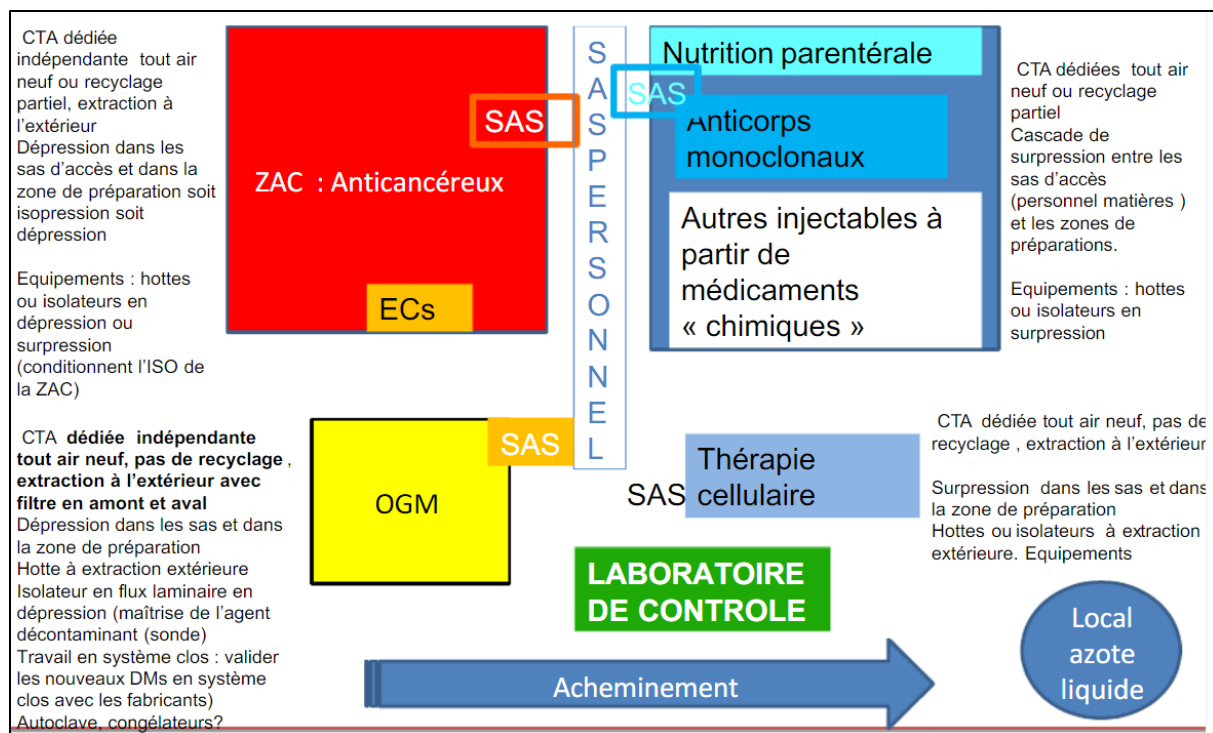 CTA dédiée
indépendante tout air
neuf ou recyclage
partiel, extraction à
l’extérieur
Dépression dans les
sas d’accès et dans la
zone de préparation soit
isopression soit
dépression
Equipements : hottes
ou isolateurs en
dépression ou
surpression
(conditionnent l’ISO de
la ZAC)
SAS
ZAC : Anticancéreux
ECs
SAS PERSONNEL
Nutrition parentérale
SAS
Anticorps
monoclonaux
Autres injectables à
partir de
médicaments
« chimiques »
CTA dédiées tout air
neuf ou recyclage
partiel
Cascade de
surpression entre les
sas d’accès
(personnel matières )
et les zones de
préparations.
Equipements : hottes
ou isolateurs en
surpression
CTA dédiée indépendante
tout air neuf, pas de recyclage ,
extraction à l’extérieur avec
filtre en amont et aval
Dépression dans les sas et dans
la zone de préparation
Hotte à extraction extérieure
Isolateur en flux laminaire en
dépression (maîtrise de l’agent
décontaminant (sonde)
Travail en système clos : valider
les nouveaux DMs en système
clos avec les fabricants)
Autoclave, congélateurs?
SAS
OGM
SAS
Thérapie
cellulaire
CTA dédiée tout air neuf, pas de
recyclage , extraction à l’extérieur
Surpression dans les sas et dans
la zone de préparation
Hottes ou isolateurs à extraction
extérieure. Equipements
LABORATOIRE
DE CONTROLE
Local
azote
liquide
Acheminement